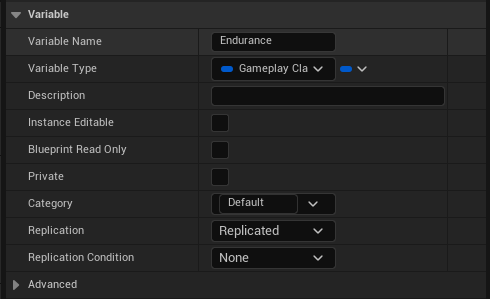 Variable
Variable Name Endurance
Variable Type Gameplay Cla
Description
Instance Editable
Blueprint Read Only
Private
Category Default
Replication Replicated
Replication Condition None
Advanced